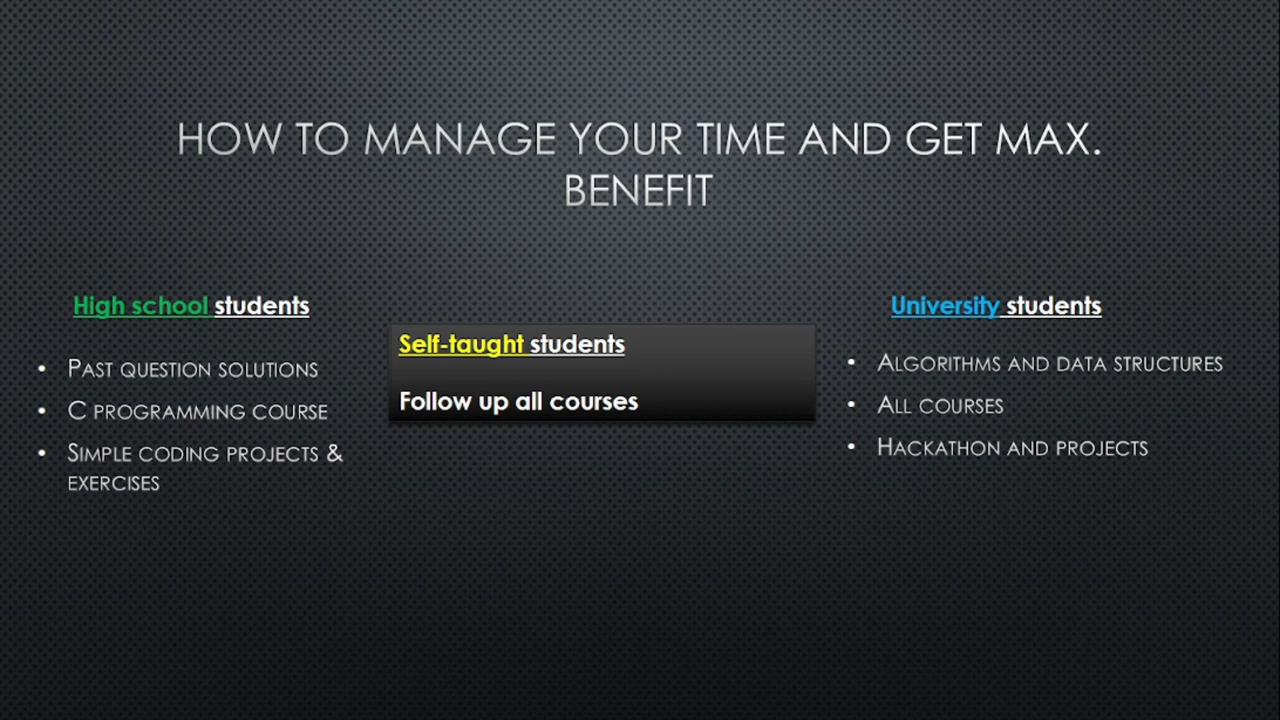 HOW TO MANAGE YOUR TIME AND GET MAX.
BENEFIT
High school students
• PAST QUESTION SOLUTIONS
• C PROGRAMMING COURSE
• SIMPLE CODING PROJECTS &
EXERCISES
Self-taught students
Follow up all courses
University students
• ALGORITHMS AND DATA STRUCTURES
• ALL COURSES
• HACKATHON AND PROJECTS